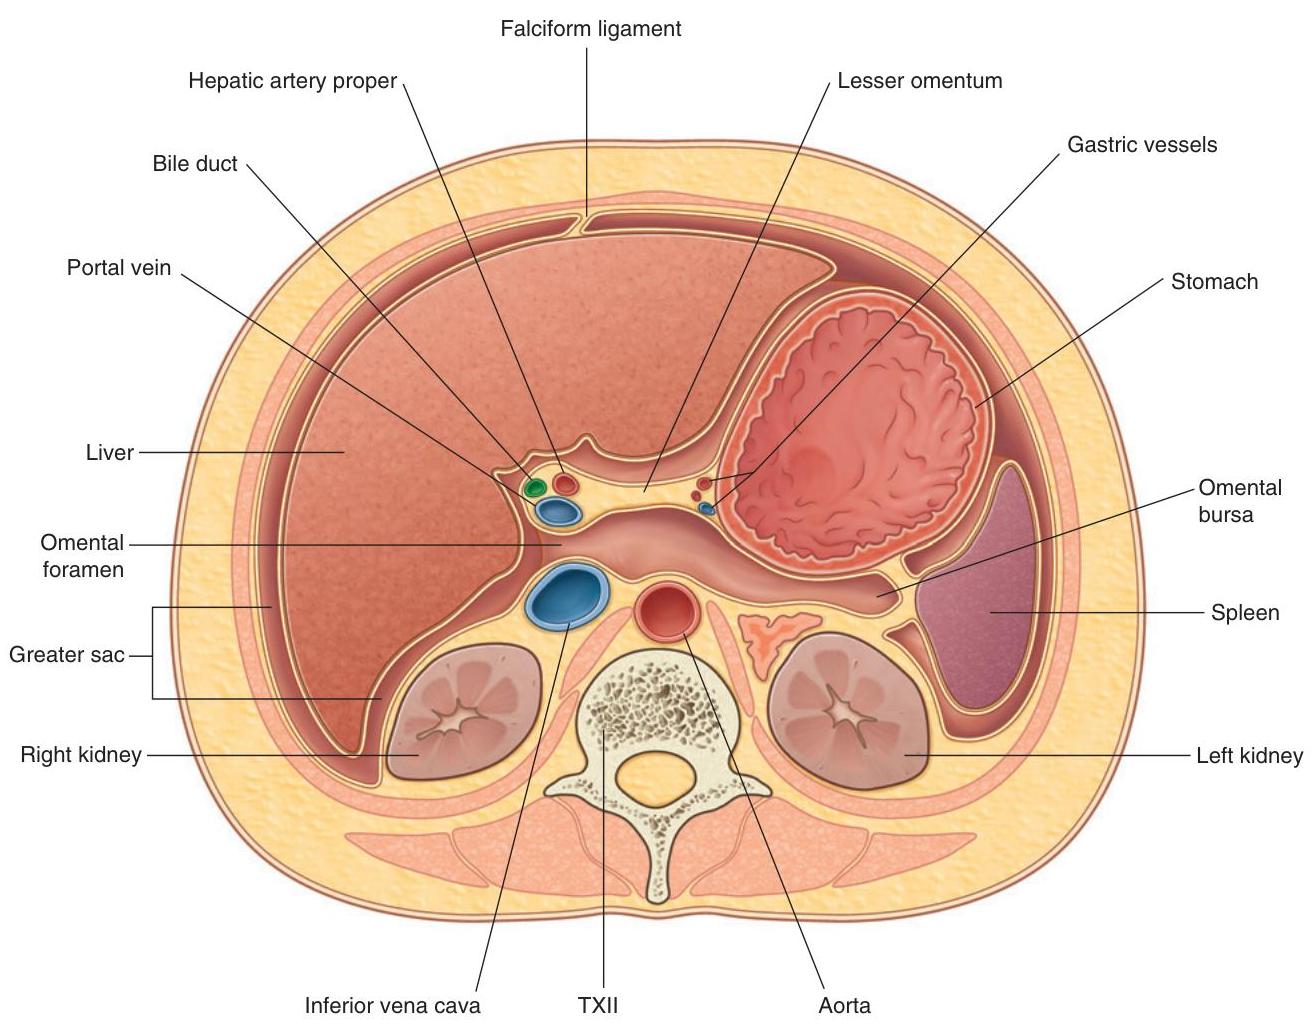 Falciform ligament
Hepatic artery proper
Lesser omentum
Gastric vessels
Bile duct
Portal vein
Stomach
Liver
Omental
bursa
Omental
foramen
Spleen
Greater sac
Right kidney
Left kidney
Inferior vena cava
TXII
Aorta